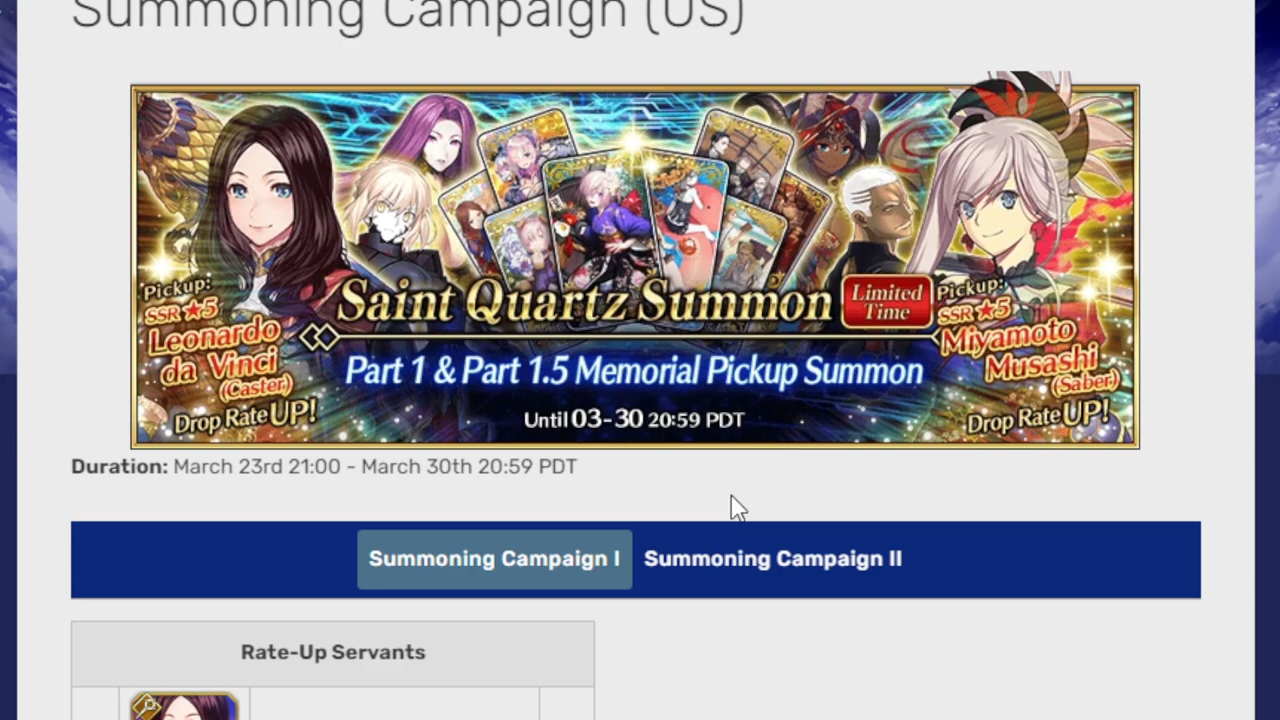 Summoning Campaign (US)
Pickup:
SSR ★5
Leonardo
da Vinci
(Caster)
Drop Rate UP!
Saint Quartz Summon
Limited
Time
Part 1 & Part 1.5 Memorial Pickup Summon
Until 03-30 20:59 PDT
Pickup:
SSR ★5
Miyamoto
Musashi
(Saber)
Drop Rate UP!
Duration: March 23rd 21:00 - March 30th 20:59 PDT
Summoning Campaign I
Summoning Campaign II
Rate-Up Servants